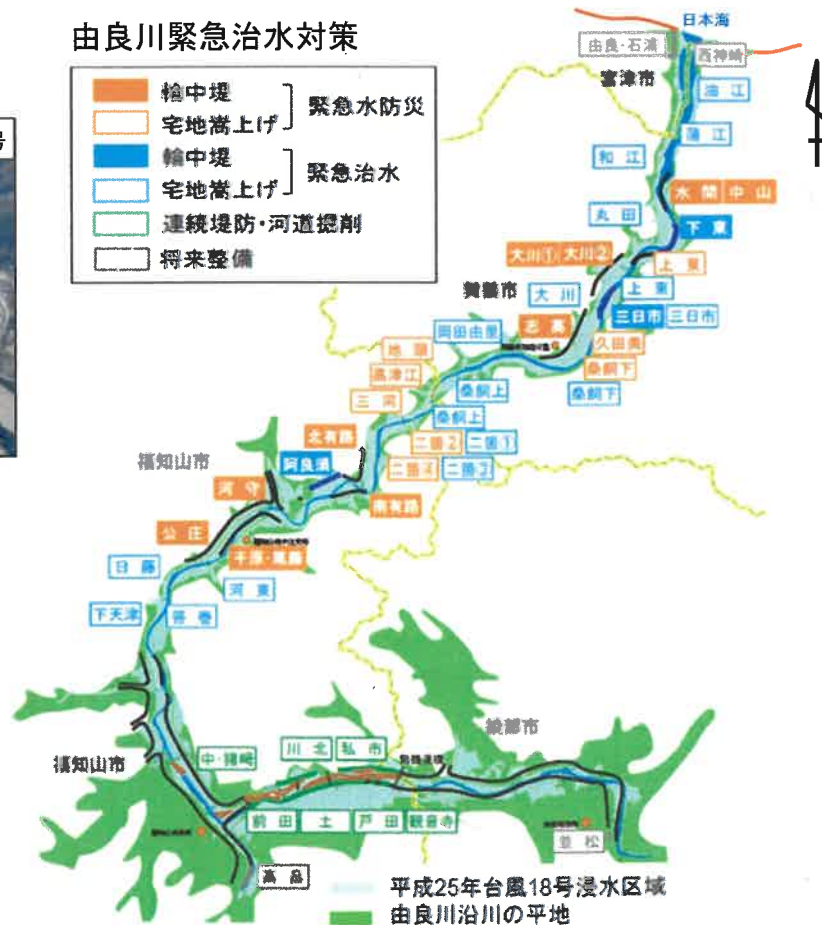 由良川緊急治水対策
輪中堤
宅地嵩上げ
緊急水防災
輪中堤
宅地嵩上げ
緊急治水
連続堤防・河道掘削
将来整備
号
日本海
由良・石浦
西神崎
宮津市
油江
蒲江
和江
水間 中山
丸田
下東
大川① 大川②
上東
舞鶴市
大川
上東
志高
三日市
三日市
岡田由里
久田美
地頭
桑飼下
高津江
桑飼上
桑飼下
三河
桑飼上
北有路
二箇②
二箇①
福知山市
阿良須
二箇④
二箇③
河守
南有路
公庄
千原・尾藤
日藤
河東
下天津
筈巻
綾部市
福知山市
中・猪崎
川北
私市
前田
土
戸田
観音寺
並松
平成25年台風18号浸水区域
由良川沿川の平地